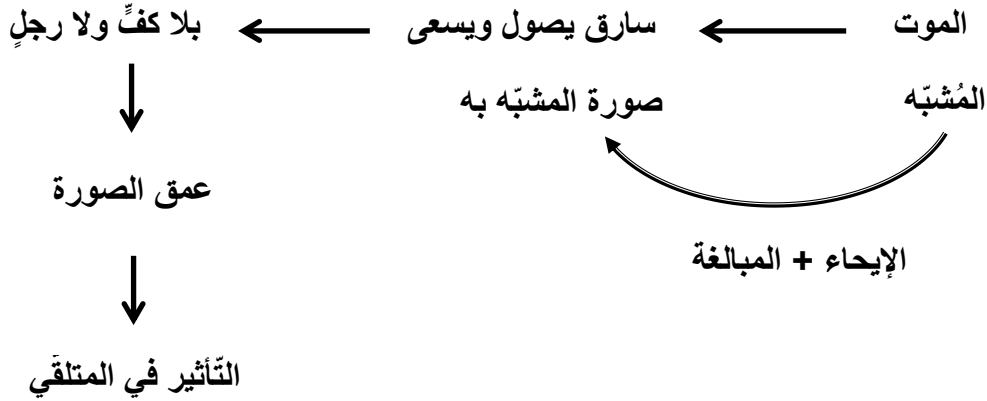 الموت
سارق يصول ويسعى
بلا كفٍّ ولا رجلٍ
المُشبّه
صورة المشبّه به
عمق الصورة
الإيحاء + المبالغة
التّأثير في المتلقّي